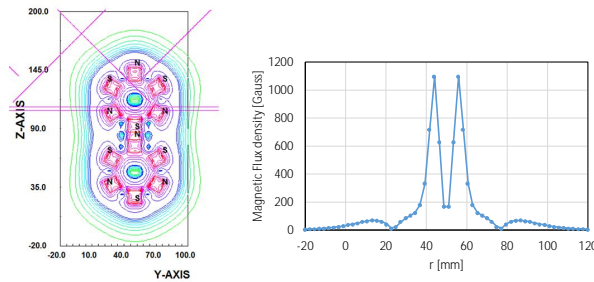 200.0
145.0
90.0
35.0
-20.0
Z-AXIS
-20.0
10.0
40.0
70.0
100.0
Y-AXIS
N
S
S
N
N
S
N
S
S
N
N
S
1200
1000
800
600
400
200
0
Magnetic Flux density [Gauss]
-20
0
20
40
60
80
100
120
r [mm]